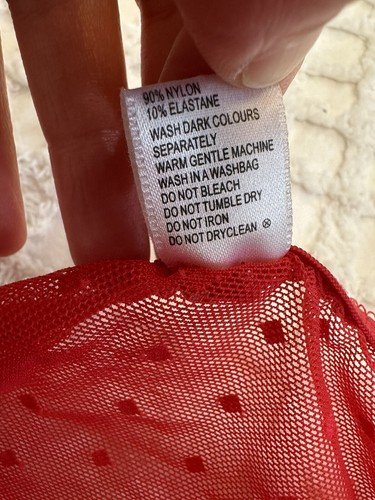 90% NYLON
10% ELASTANE
WASH DARK COLOURS
SEPARATELY
WARM GENTLE MACHINE
WASH IN A WASHBAG
DO NOT BLEACH
DO NOT TUMBLE DRY
DO NOT IRON
DO NOT DRYCLEAN ⓧ